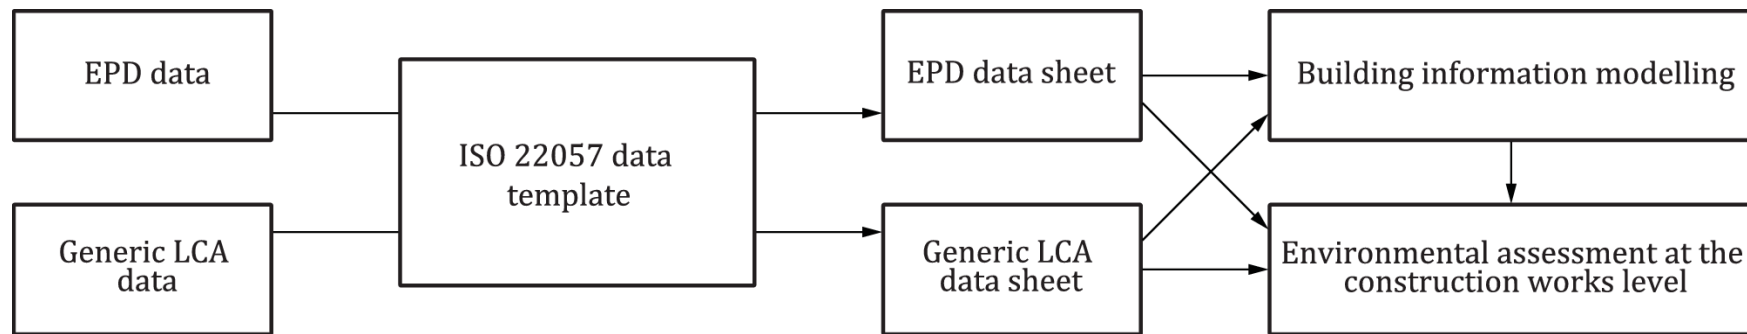 EPD data
Generic LCA
data
ISO 22057 data
template
EPD data sheet
Generic LCA
data sheet
Building information modelling
Environmental assessment at the
construction works level